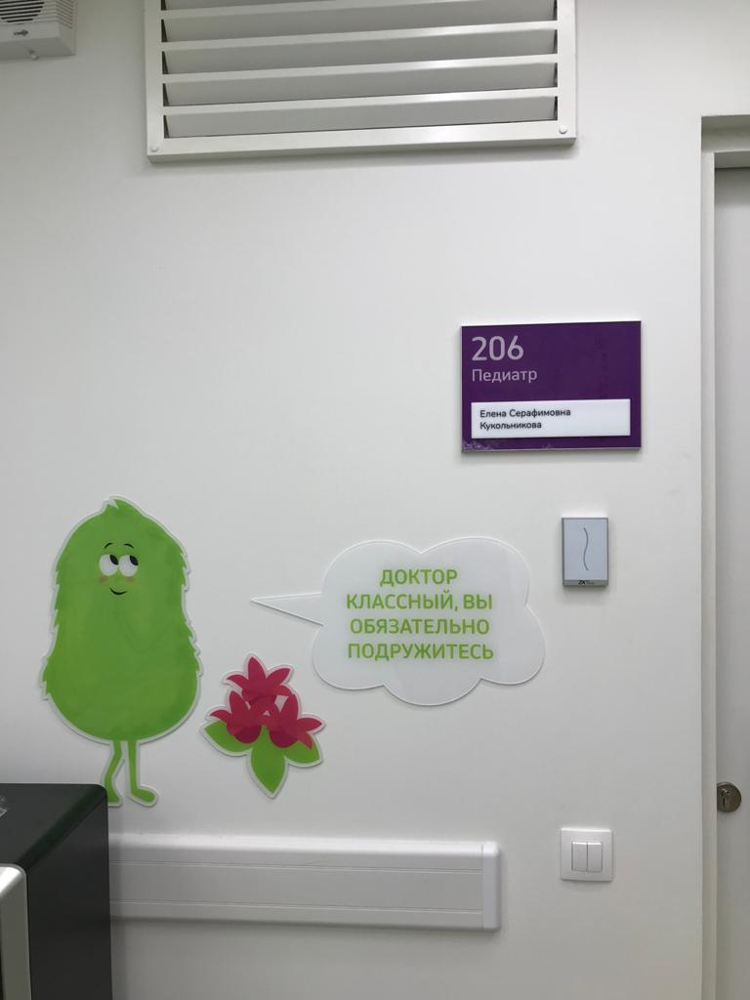 206
Педиатр
Елена Серафимовна
Кукольникова
ДОКТОР
КЛАССНЫЙ, ВЫ
ОБЯЗАТЕЛЬНО
ПОДРУЖИТЕСЬ